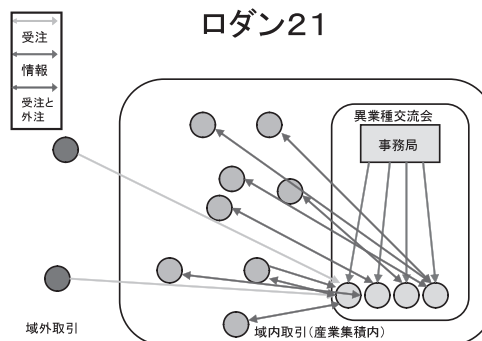 ロダン21
受注
情報
受注と
外注
異業種交流会
事務局
域外取引
域内取引(産業集積内)